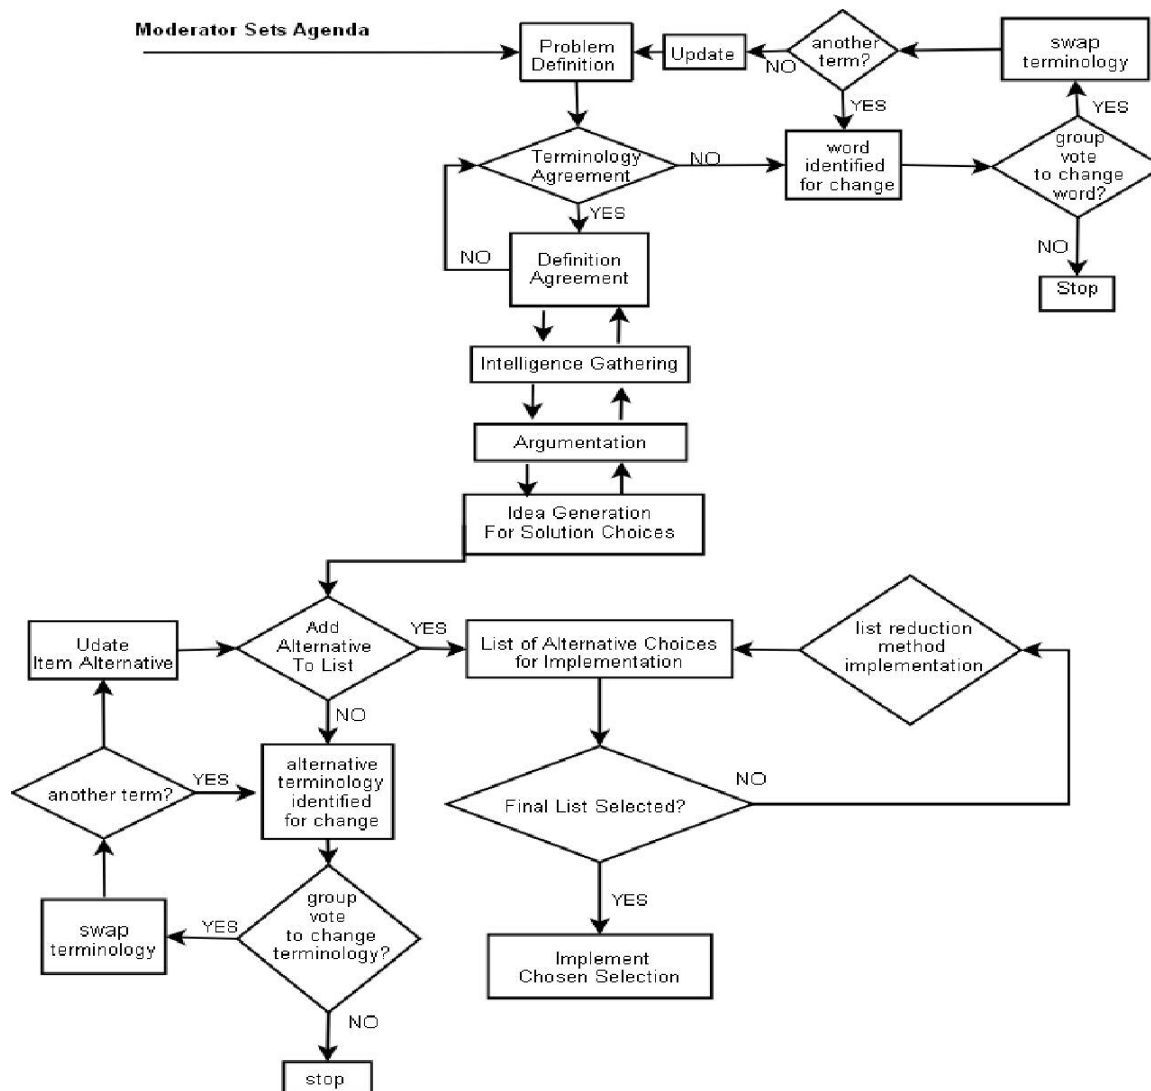 Moderator Sets Agenda
Problem
Definition
Update
another
term?
NO
YES
swap
terminology
YES
group
vote
to change
word?
NO
Stop
word
identified
for change
Terminology
Agreement
NO
YES
Definition
Agreement
NO
Intelligence Gathering
Argumentation
Idea Generation
For Solution Choices
Udate
Item Alternative
Add
Alternative
To List
YES
NO
List of Alternative Choices
for Implementation
list reduction
method
implementation
another term?
YES
alternative
terminology
identified
for change
Final List Selected?
NO
YES
swap
terminology
YES
group
vote
to change
terminology?
NO
stop
Implement
Chosen Selection